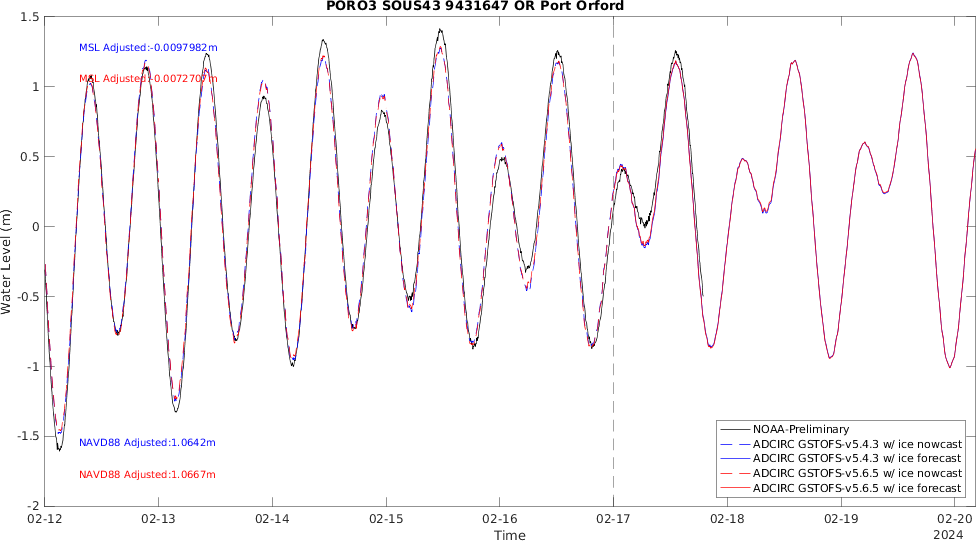 PORO3 SOUS43 9431647 OR Port Orford
MSL Adjusted:-0.0097982m
MSL Adjusted:-0.0072707m
NAVD88 Adjusted:1.0642m
NAVD88 Adjusted:1.0667m
Water Level (m)
1.5
1
0.5
0
-0.5
-1
-1.5
-2
NOAA-Preliminary
ADCIRC GSTOFS-v5.4.3 w/ ice nowcast
ADCIRC GSTOFS-v5.4.3 w/ ice forecast
ADCIRC GSTOFS-v5.6.5 w/ ice nowcast
ADCIRC GSTOFS-v5.6.5 w/ ice forecast
02-12 02-13 02-14 02-15 02-16 02-17 02-18 02-19 02-20
Time
2024